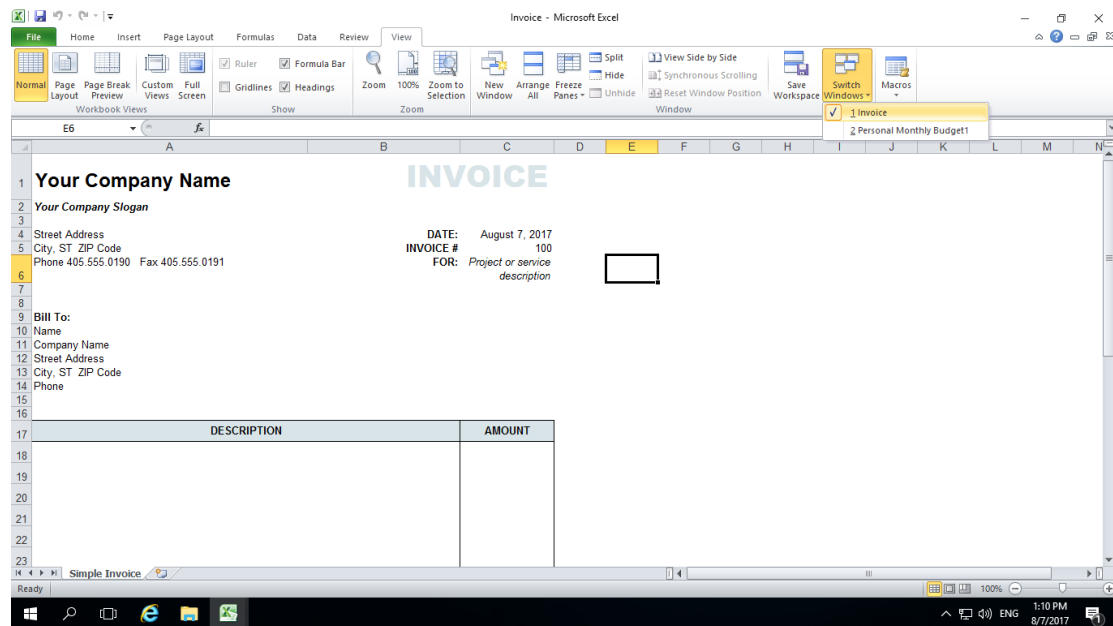 Invoice - Microsoft Excel
File Home Insert Page Layout Formulas Data Review View
Normal Page Layout Page Break Preview Custom Views Full Screen
Workbook Views
Ruler Formula Bar
Gridlines Headings
Show
Zoom 100% Zoom to Selection
Zoom
New Window Arrange All Freeze Panes
Split
Hide
Unhide
View Side by Side
Synchronous Scrolling
Reset Window Position
Window
Save Workspace Switch Windows Macros
1 Invoice
2 Personal Monthly Budget1
E6 fx
A B C D E F G H I J K L M N
1 Your Company Name INVOICE
2 Your Company Slogan
3
4 Street Address DATE: August 7, 2017
5 City, ST ZIP Code INVOICE # 100
Phone 405.555.0190 Fax 405.555.0191 FOR: Project or service
6 description
7
8
9 Bill To:
10 Name
11 Company Name
12 Street Address
13 City, ST ZIP Code
14 Phone
15
16
17 DESCRIPTION AMOUNT
18
19
20
21
22
23
Simple Invoice
Ready 100%
ENG 1:10 PM
8/7/2017
1